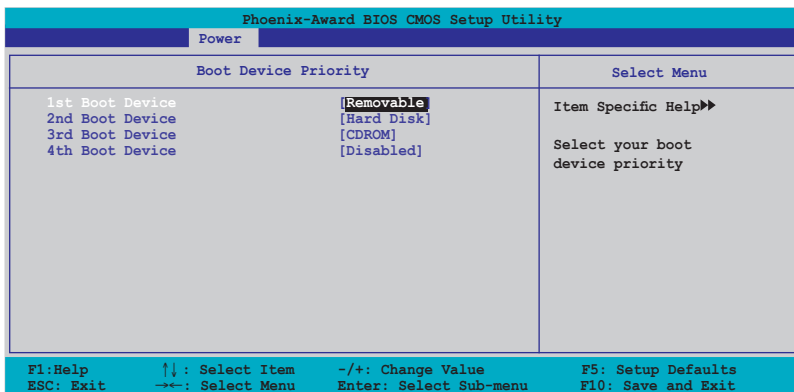 Phoenix-Award BIOS CMOS Setup Utility
Power
Boot Device Priority
Select Menu
1st Boot Device [Removable]
2nd Boot Device [Hard Disk]
3rd Boot Device [CDROM]
4th Boot Device [Disabled]
Item Specific Help▶▶
Select your boot
device priority
F1:Help ↑↓: Select Item -/+: Change Value F5: Setup Defaults
ESC: Exit →←: Select Menu Enter: Select Sub-menu F10: Save and Exit